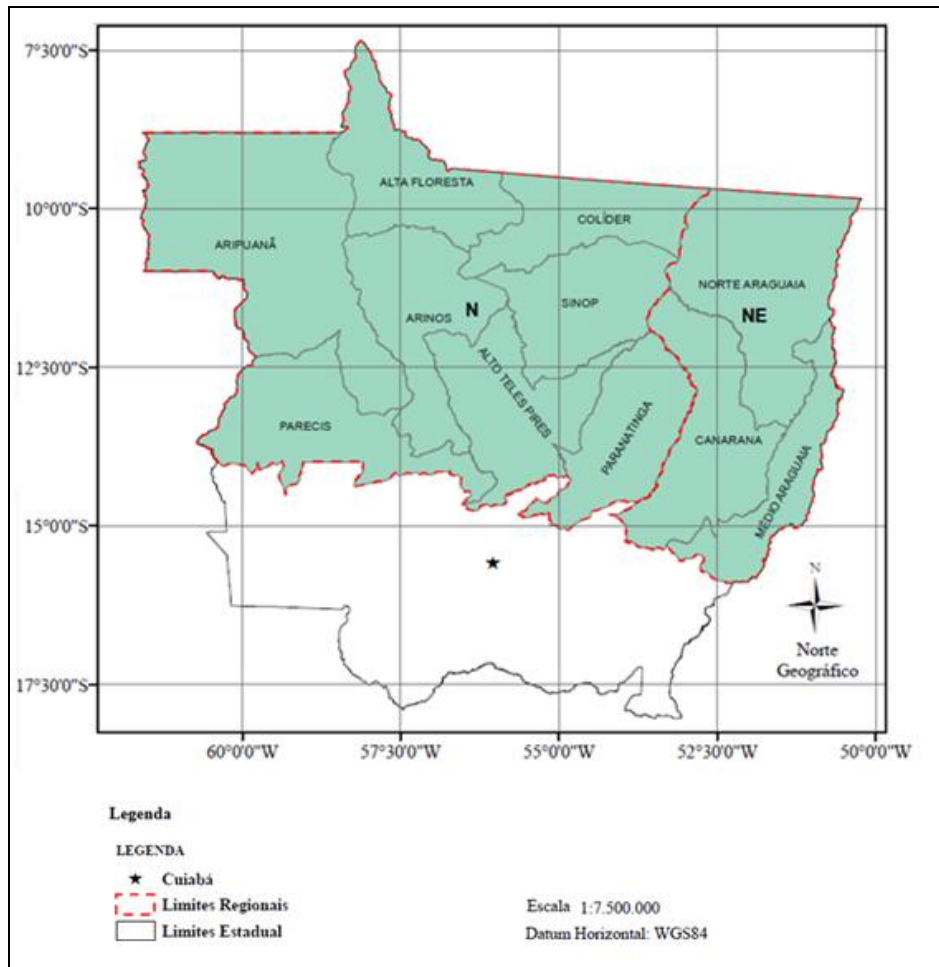 7°30'0"S
10°0'0"S
12°30'0"S
15°0'0"S
17°30'0"S
ALTA FLORESTA
COLÍDER
ARIPUANÃ
NORTE ARAGUAIA
SINOP
ARINOS
N
NE
ALTO TELES PIRES
PARANATINGA
PARECIS
CANARANA
MÉDIO ARAGUAIA
N
Norte
Geográfico
60°0'0"W
57°30'0"W
55°0'0"W
52°30'0"W
50°0'0"W
Legenda
LEGENDA
Cuiabá
Limites Regionais
Limites Estadual
Escala 1:7.500.000
Datum Horizontal: WGS84